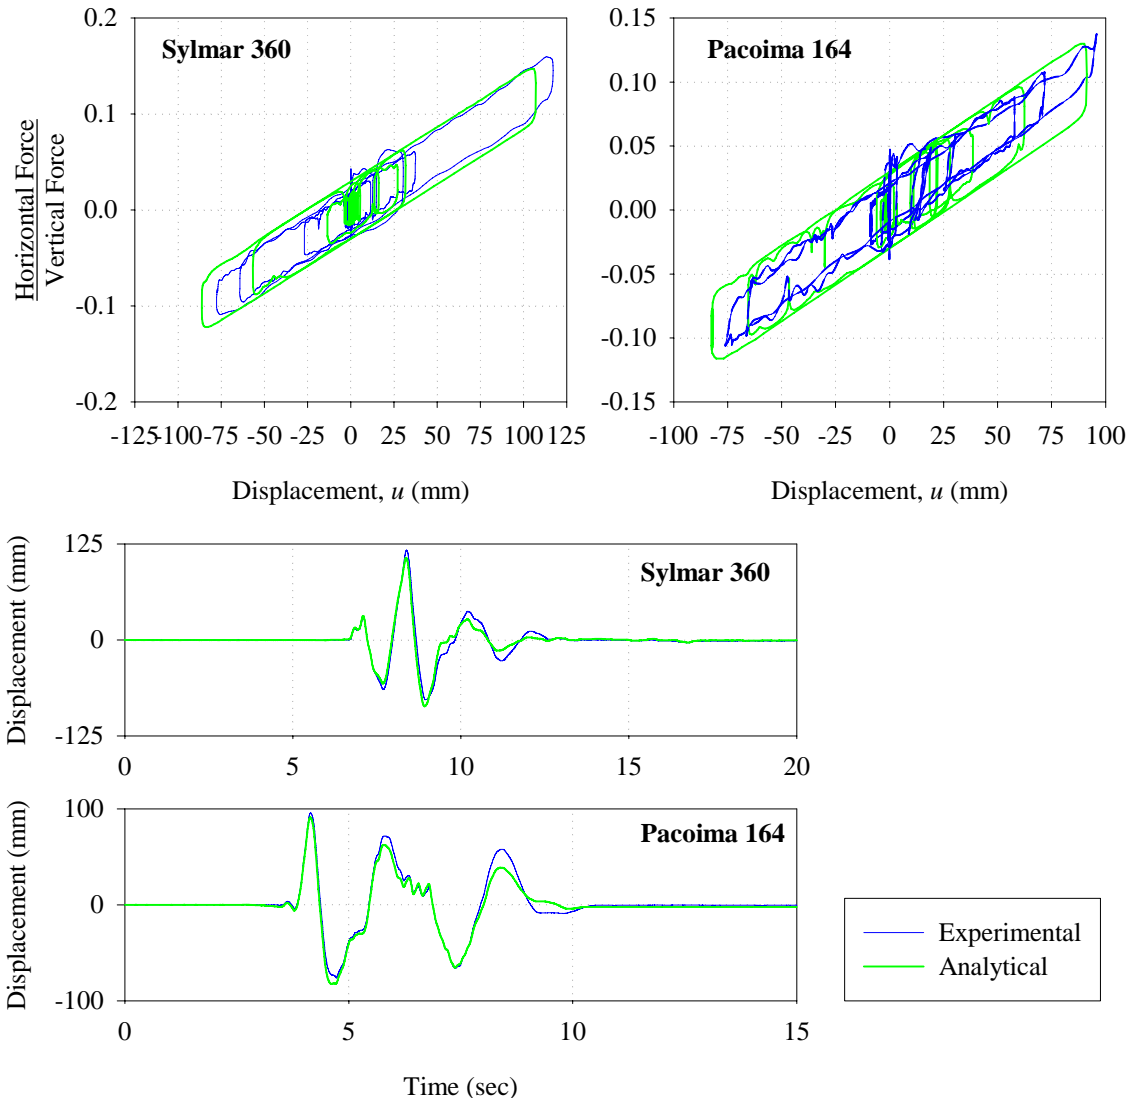 Sylmar 360
Pacoima 164
Horizontal Force
Vertical Force
0.2
0.1
0.0
-0.1
-0.2
-125 -100 -75 -50 -25 0 25 50 75 100 125
Displacement, u (mm)
0.15
0.10
0.05
0.00
-0.05
-0.10
-0.15
-100 -75 -50 -25 0 25 50 75 100
Displacement, u (mm)
Displacement (mm)
125
0
-125
Sylmar 360
0 5 10 15 20
Displacement (mm)
100
0
-100
Pacoima 164
0 5 10 15
Time (sec)
Experimental
Analytical